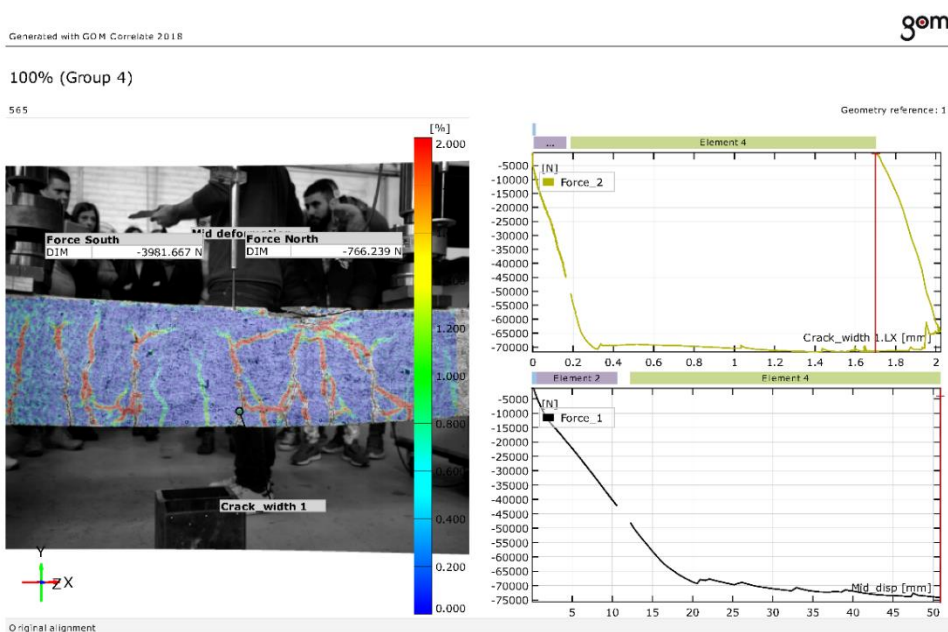 gom
Generated with GOM Correlate 2018
100% (Group 4)
565
Geometry reference: 1
[%]
2.000
1.200
1.000
0.800
0.600
0.400
0.200
0.000
Mid deformation
Force South
DIM -3981.667 N
Force North
DIM -766.239 N
Crack_width 1
Y
Z X
Original alignment
... Element 4
[N]
Force_2
-5000
-10000
-15000
-20000
-25000
-30000
-35000
-40000
-45000
-50000
-55000
-60000
-65000
-70000
Crack_width 1.LX [mm]
0 0.2 0.4 0.6 0.8 1 1.2 1.4 1.6 1.8 2
Element 2 Element 4
[N]
Force_1
-5000
-10000
-15000
-20000
-25000
-30000
-35000
-40000
-45000
-50000
-55000
-60000
-65000
-70000
-75000
Mid_disp [mm]
5 10 15 20 25 30 35 40 45 50